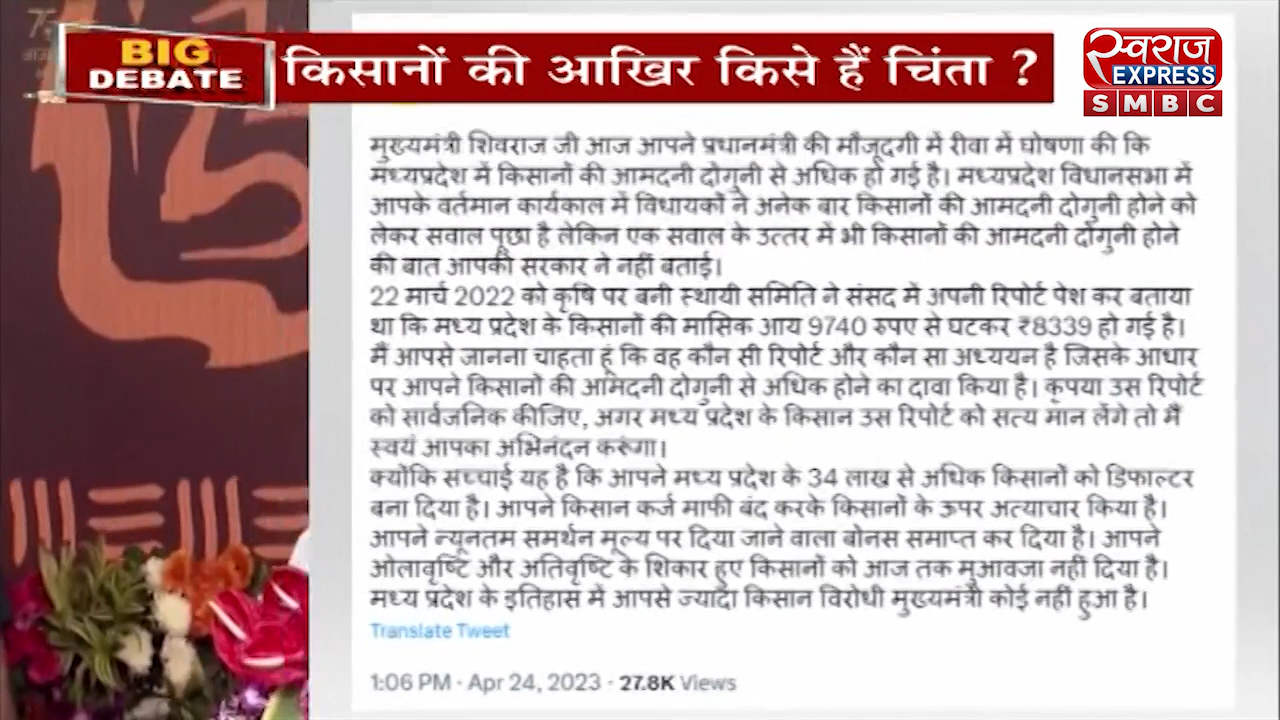 BIG
DEBATE
किसानों की आखिर किसे हैं चिंता ?
स्वराज
EXPRESS
SMBC
मुख्यमंत्री शिवराज जी आज आपने प्रधानमंत्री की मौजूदगी में रीवा में घोषणा की कि
मध्यप्रदेश में किसानों की आमदनी दोगुनी से अधिक हो गई है। मध्यप्रदेश विधानसभा में
आपके वर्तमान कार्यकाल में विधायकों ने अनेक बार किसानों की आमदनी दोगुनी होने को
लेकर सवाल पूछा है लेकिन एक सवाल के उत्तर में भी किसानों की आमदनी दोगुनी होने
की बात आपकी सरकार ने नहीं बताई।
22 मार्च 2022 को कृषि पर बनी स्थायी समिति ने संसद में अपनी रिपोर्ट पेश कर बताया
था कि मध्य प्रदेश के किसानों की मासिक आय 9740 रुपए से घटकर ₹8339 हो गई है।
मैं आपसे जानना चाहता हूं कि वह कौन सी रिपोर्ट और कौन सा अध्ययन है जिसके आधार
पर आपने किसानों की आमदनी दोगुनी से अधिक होने का दावा किया है। कृपया उस रिपोर्ट
को सार्वजनिक कीजिए, अगर मध्य प्रदेश के किसान उस रिपोर्ट को सत्य मान लेंगे तो मैं
स्वयं आपका अभिनंदन करूंगा।
क्योंकि सच्चाई यह है कि आपने मध्य प्रदेश के 34 लाख से अधिक किसानों को डिफाल्टर
बना दिया है। आपने किसान कर्ज माफी बंद करके किसानों के ऊपर अत्याचार किया है।
आपने न्यूनतम समर्थन मूल्य पर दिया जाने वाला बोनस समाप्त कर दिया है। आपने
ओलावृष्टि और अतिवृष्टि के शिकार हुए किसानों को आज तक मुआवजा नहीं दिया है।
मध्य प्रदेश के इतिहास में आपसे ज्यादा किसान विरोधी मुख्यमंत्री कोई नहीं हुआ है।
Translate Tweet
1:06 PM · Apr 24, 2023 · 27.8K Views